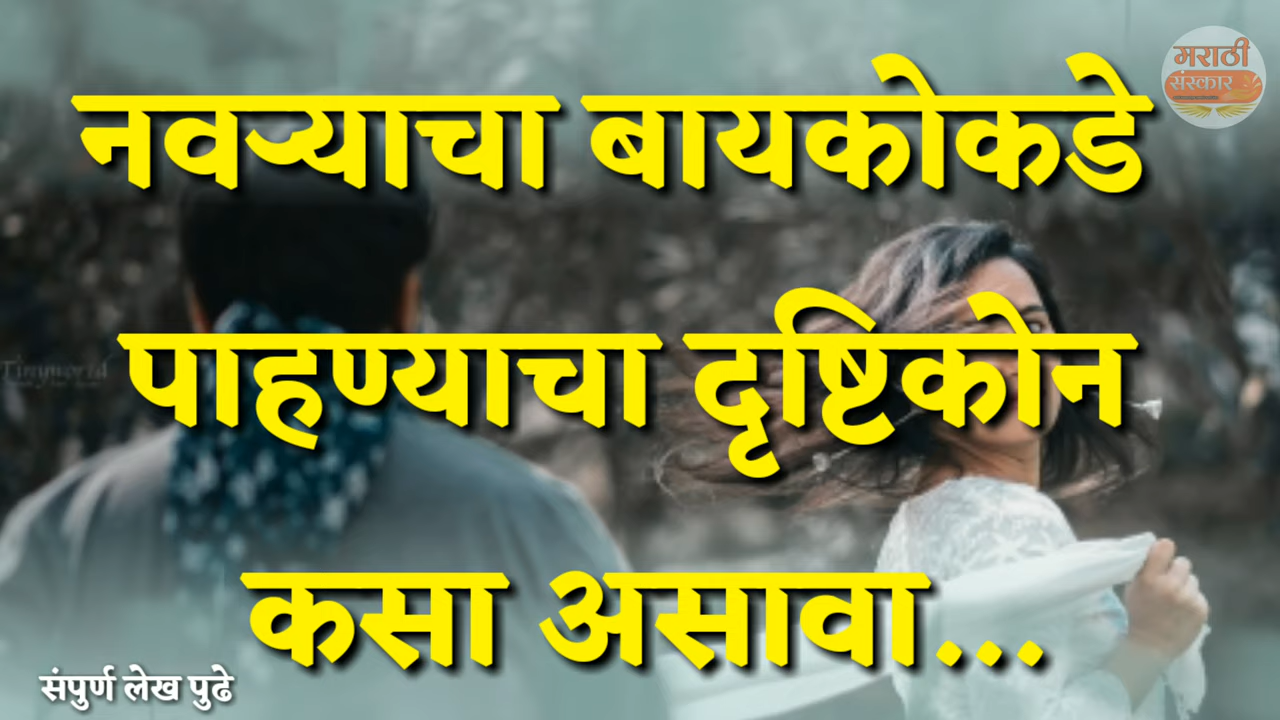 मराठी
संस्कार
नवऱ्याचा बायकोकडे
पाहण्याचा दृष्टिकोन
कसा असावा...
संपुर्ण लेख पुढे